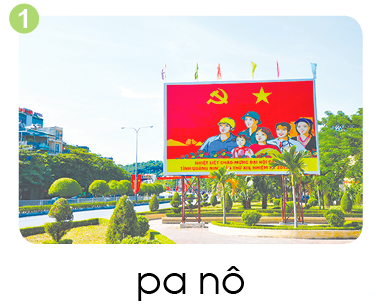 1
NHIỆT LIỆT CHÀO MỪNG ĐẠI HỘI
TỈNH QUẢNG NINH LẦN THỨ XIV, NHIỆM KỲ
pa nô